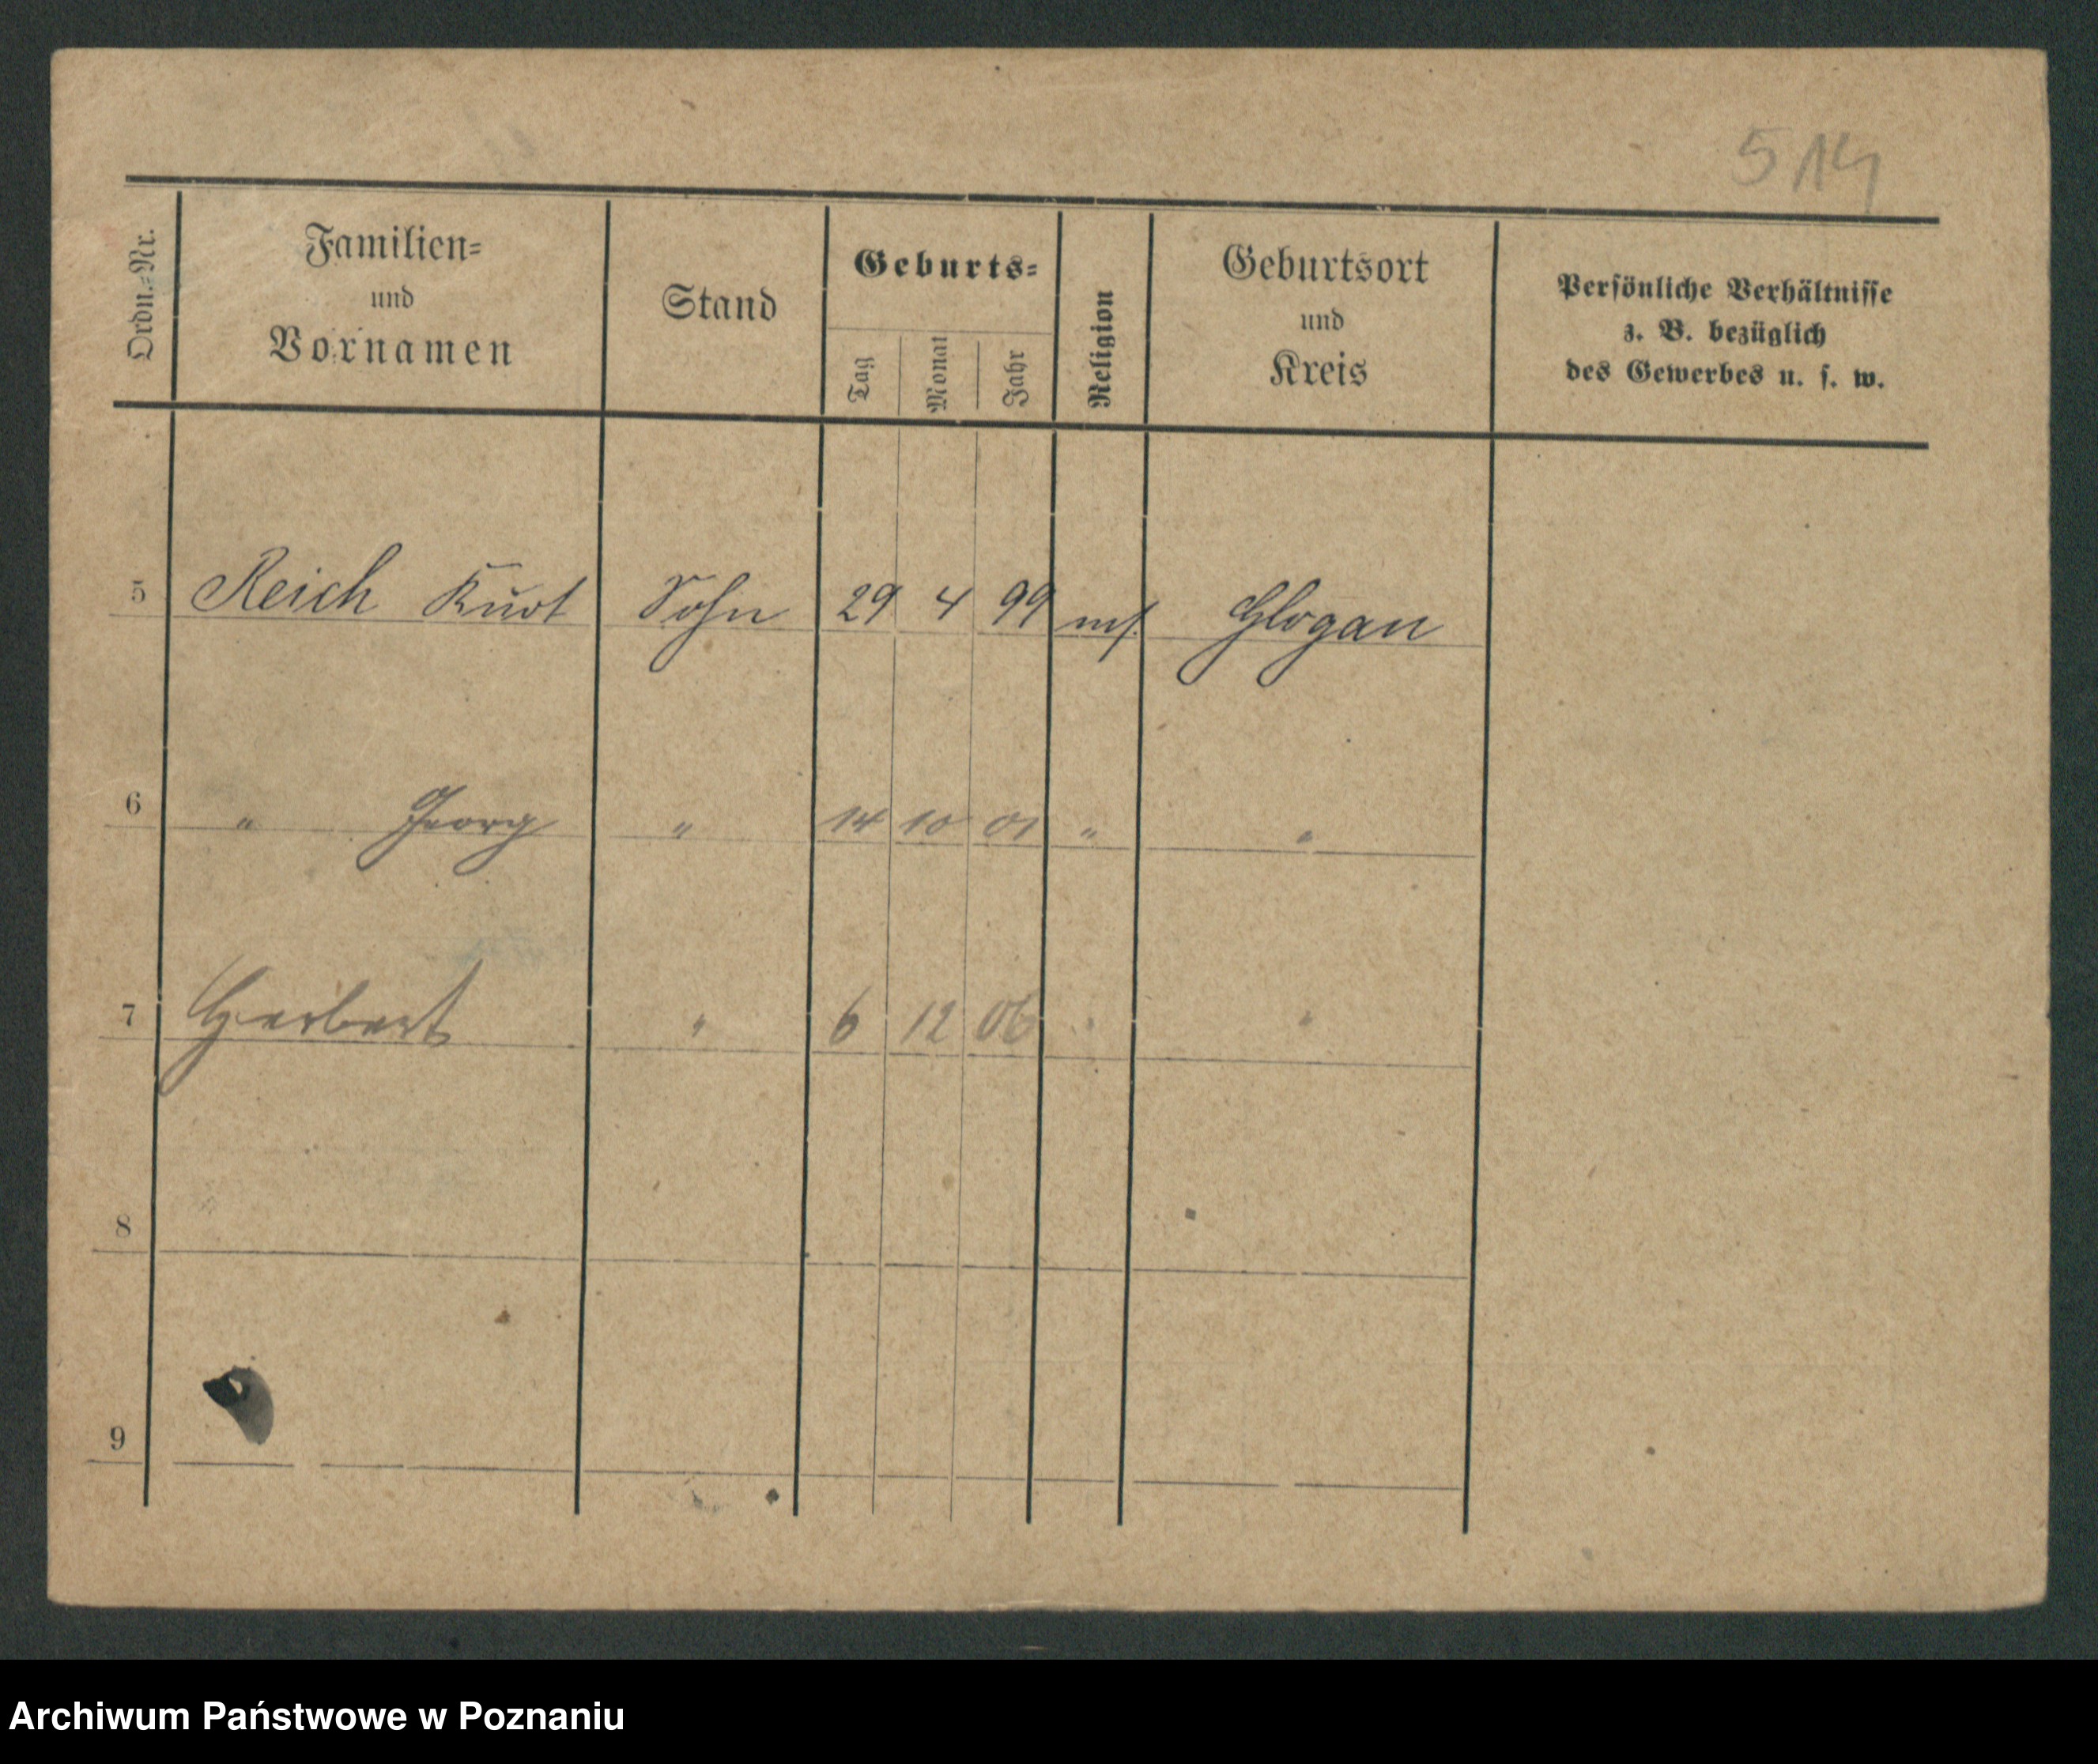 514
Ordn.-Nr.
Familien-
und
Vornamen
Stand
Geburts-
Tag
Monat
Jahr
Religion
Geburtsort
und
Kreis
Persönliche Verhältnisse
z. B. bezüglich
des Gewerbes u. s. w.
5 Reich Kurt Sohn 29 4 99 Glogau
6 " Georg " 14 10 01 " "
7 Herbert " 6 12 06 " "
8
9
Archiwum Państwowe w Poznaniu